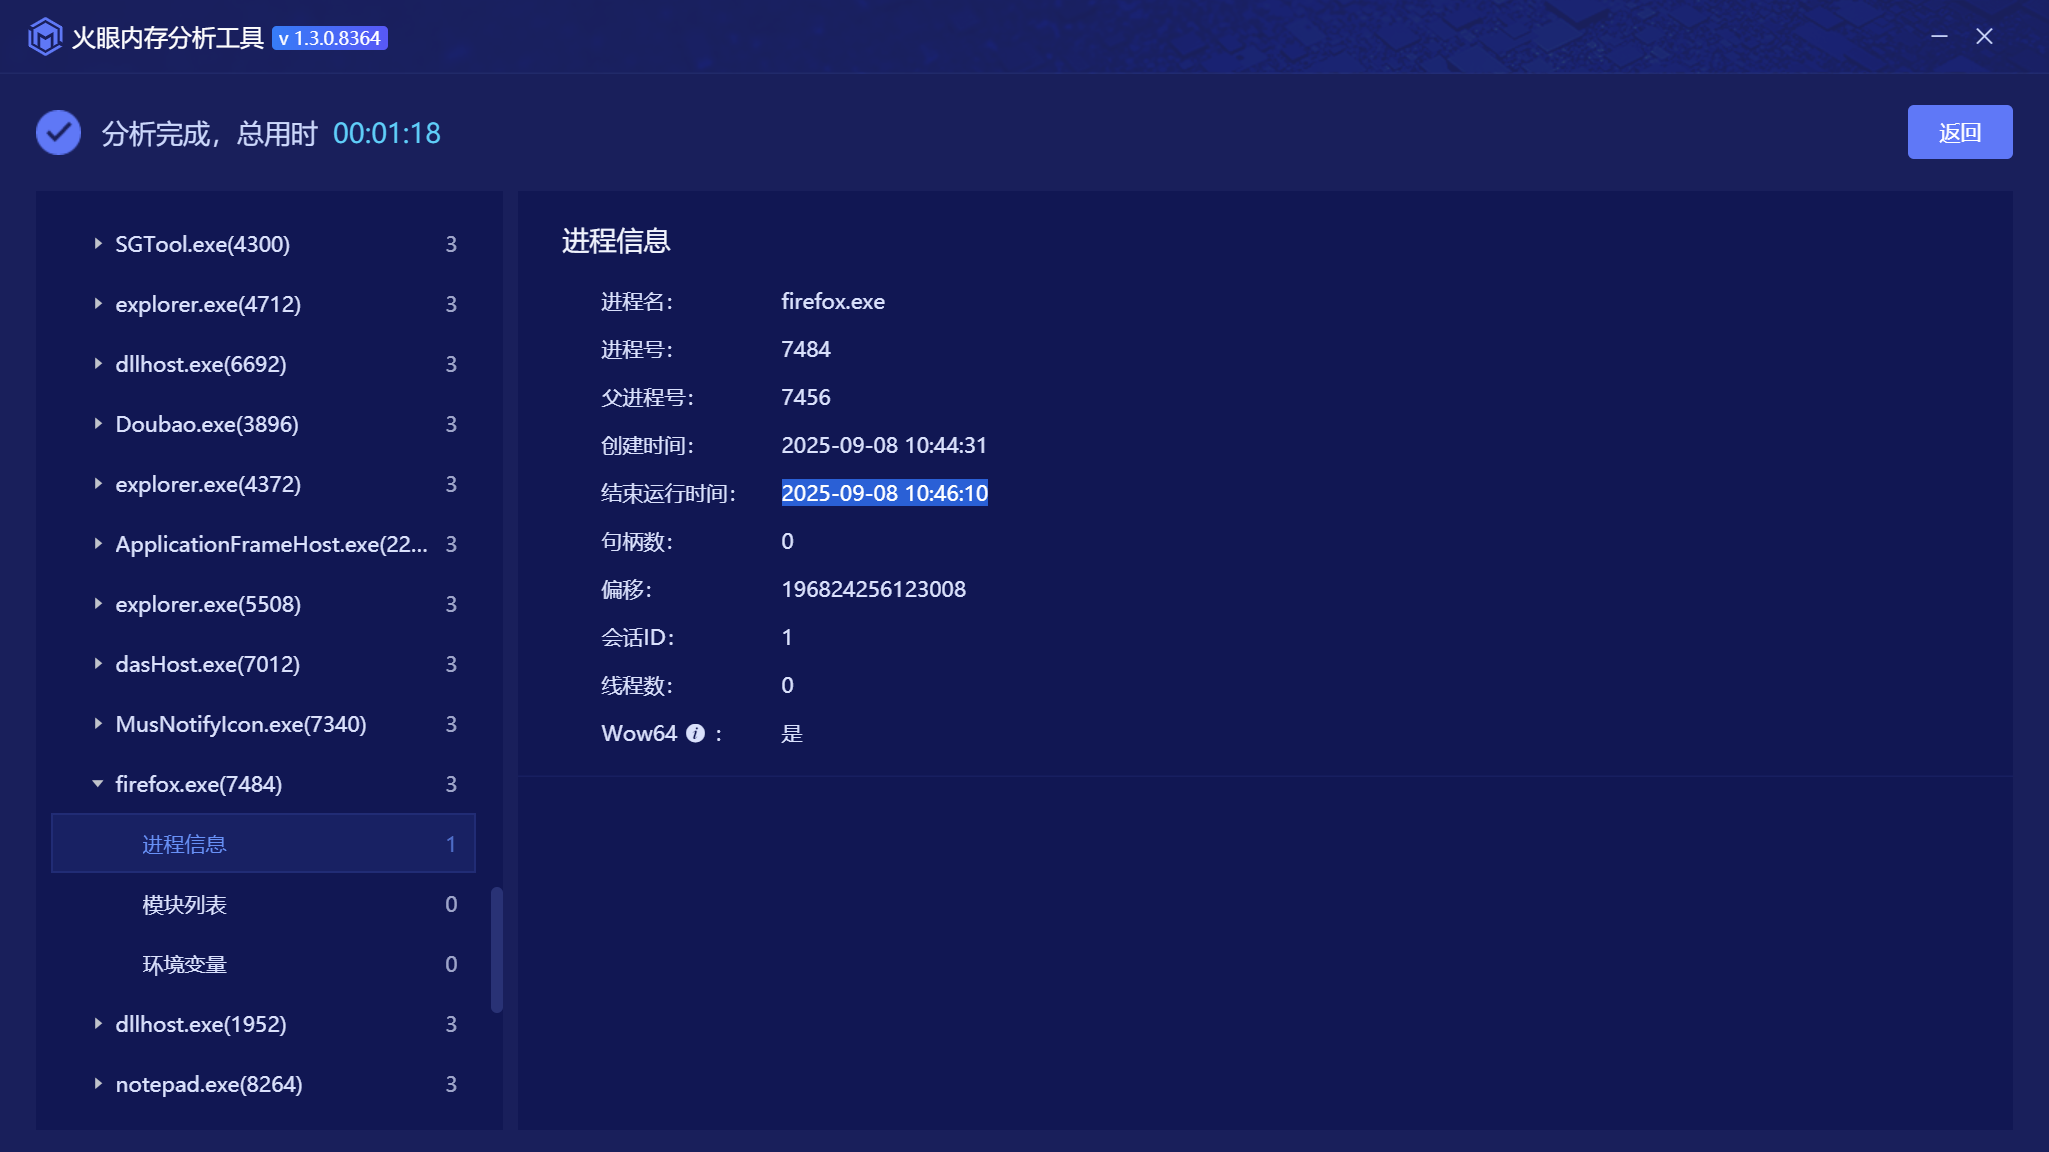 火眼内存分析工具 v 1.3.0.8364
分析完成，总用时 00:01:18
返回
SGTool.exe(4300) 3
explorer.exe(4712) 3
dllhost.exe(6692) 3
Doubao.exe(3896) 3
explorer.exe(4372) 3
ApplicationFrameHost.exe(22... 3
explorer.exe(5508) 3
dasHost.exe(7012) 3
MusNotifyIcon.exe(7340) 3
firefox.exe(7484) 3
进程信息 1
模块列表 0
环境变量 0
dllhost.exe(1952) 3
notepad.exe(8264) 3
进程信息
进程名： firefox.exe
进程号： 7484
父进程号： 7456
创建时间： 2025-09-08 10:44:31
结束运行时间： 2025-09-08 10:46:10
句柄数： 0
偏移： 196824256123008
会话ID： 1
线程数： 0
Wow64 i ： 是